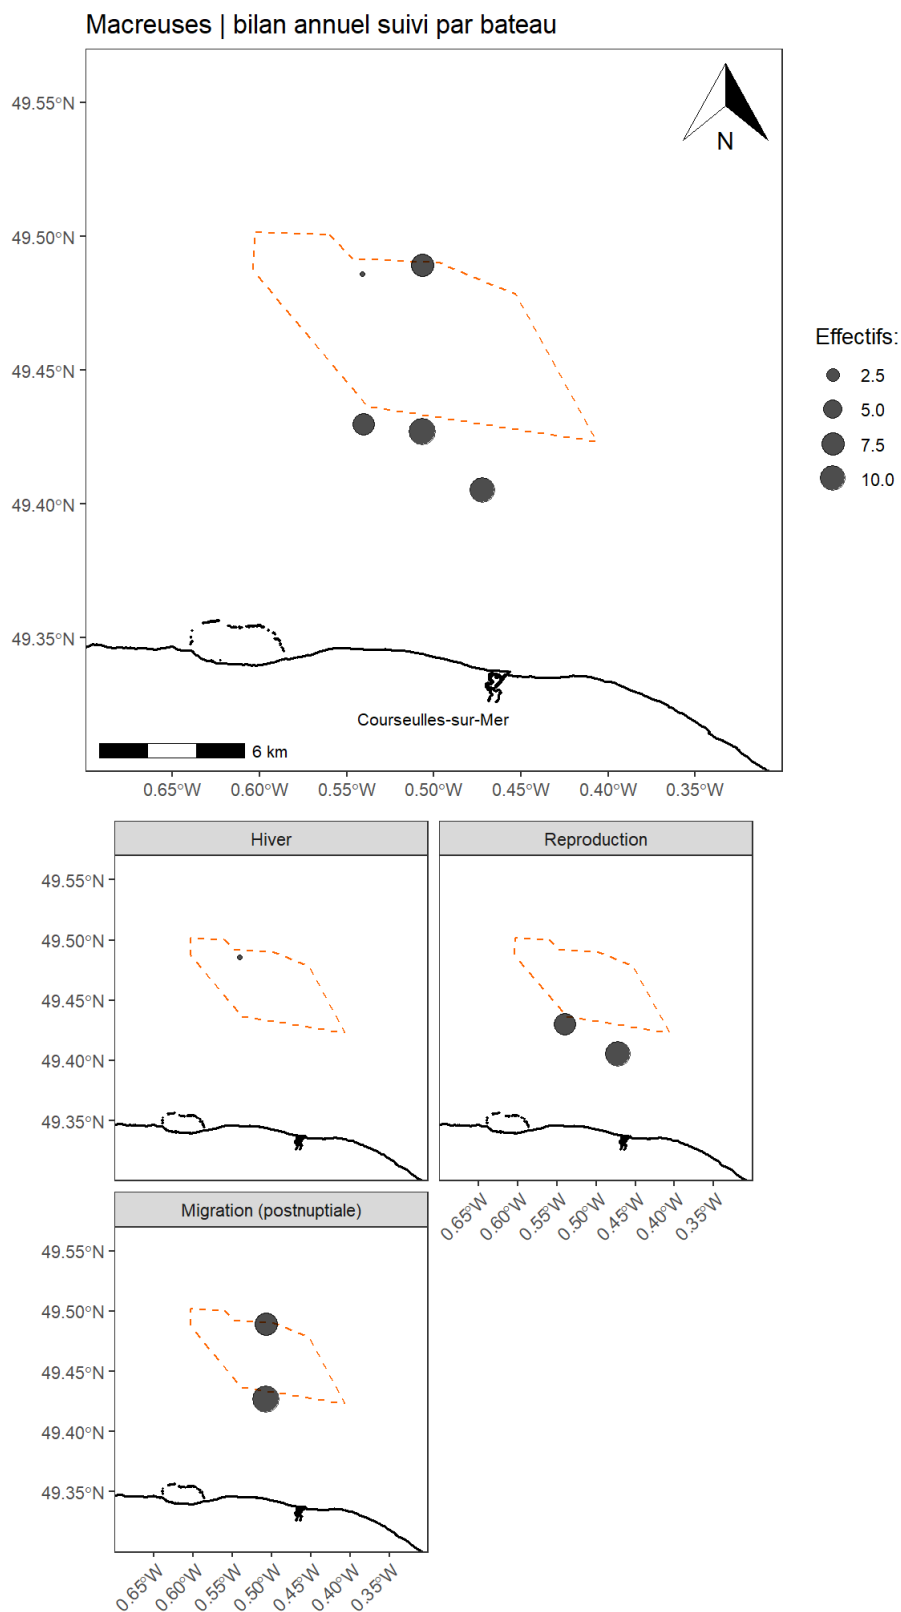 Macreuses | bilan annuel suivi par bateau
N
49.55°N
49.50°N
49.45°N
49.40°N
49.35°N
Courseulles-sur-Mer
6 km
0.65°W 0.60°W 0.55°W 0.50°W 0.45°W 0.40°W 0.35°W
Effectifs:
2.5
5.0
7.5
10.0
Hiver
Reproduction
49.55°N
49.50°N
49.45°N
49.40°N
49.35°N
0.65°W 0.60°W 0.55°W 0.50°W 0.45°W 0.40°W 0.35°W
Migration (postnuptiale)
49.55°N
49.50°N
49.45°N
49.40°N
49.35°N
0.65°W 0.60°W 0.55°W 0.50°W 0.45°W 0.40°W 0.35°W